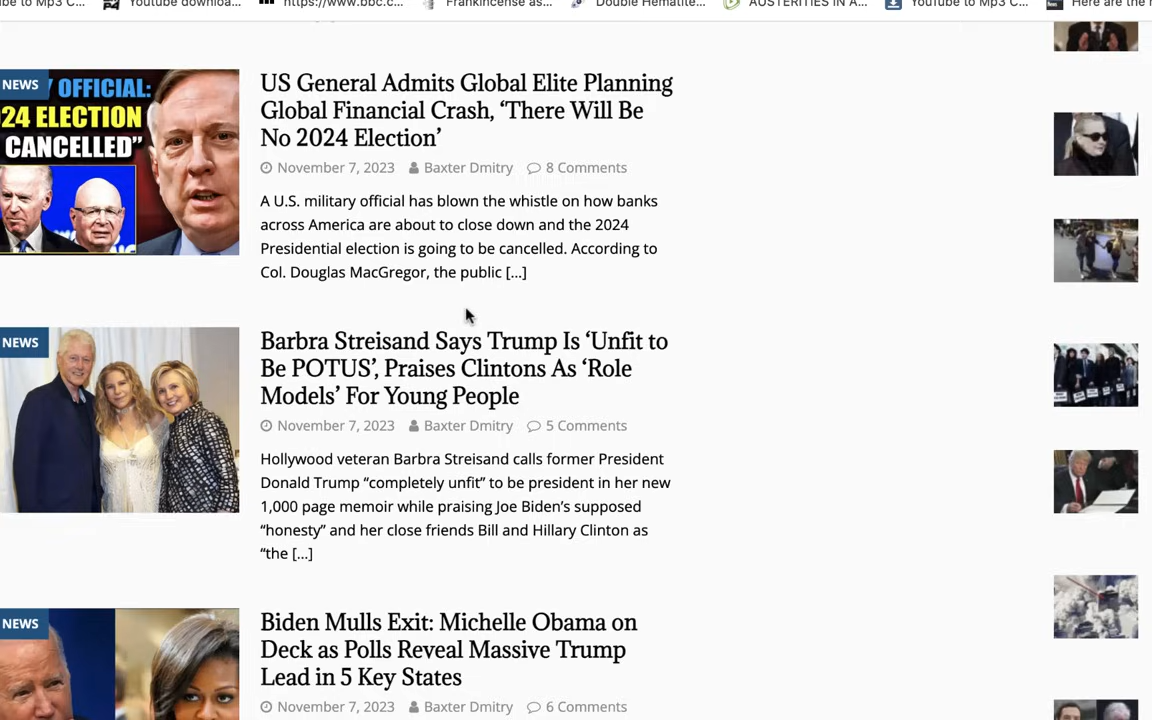 be to Mp3 C...
Youtube downloa...
https://www.bbc.c...
Frankincense as...
Double Hematite...
AUSTERITIES IN A...
YouTube to Mp3 C...
Here are the
NEWS
OFFICIAL:
24 ELECTION
CANCELLED”
US General Admits Global Elite Planning
Global Financial Crash, ‘There Will Be
No 2024 Election’
November 7, 2023 Baxter Dmitry 8 Comments
A U.S. military official has blown the whistle on how banks
across America are about to close down and the 2024
Presidential election is going to be cancelled. According to
Col. Douglas MacGregor, the public [...]
NEWS
Barbra Streisand Says Trump Is ‘Unfit to
Be POTUS’, Praises Clintons As ‘Role
Models’ For Young People
November 7, 2023 Baxter Dmitry 5 Comments
Hollywood veteran Barbra Streisand calls former President
Donald Trump “completely unfit” to be president in her new
1,000 page memoir while praising Joe Biden’s supposed
“honesty” and her close friends Bill and Hillary Clinton as
“the [...]
NEWS
Biden Mulls Exit: Michelle Obama on
Deck as Polls Reveal Massive Trump
Lead in 5 Key States
November 7, 2023 Baxter Dmitry 6 Comments